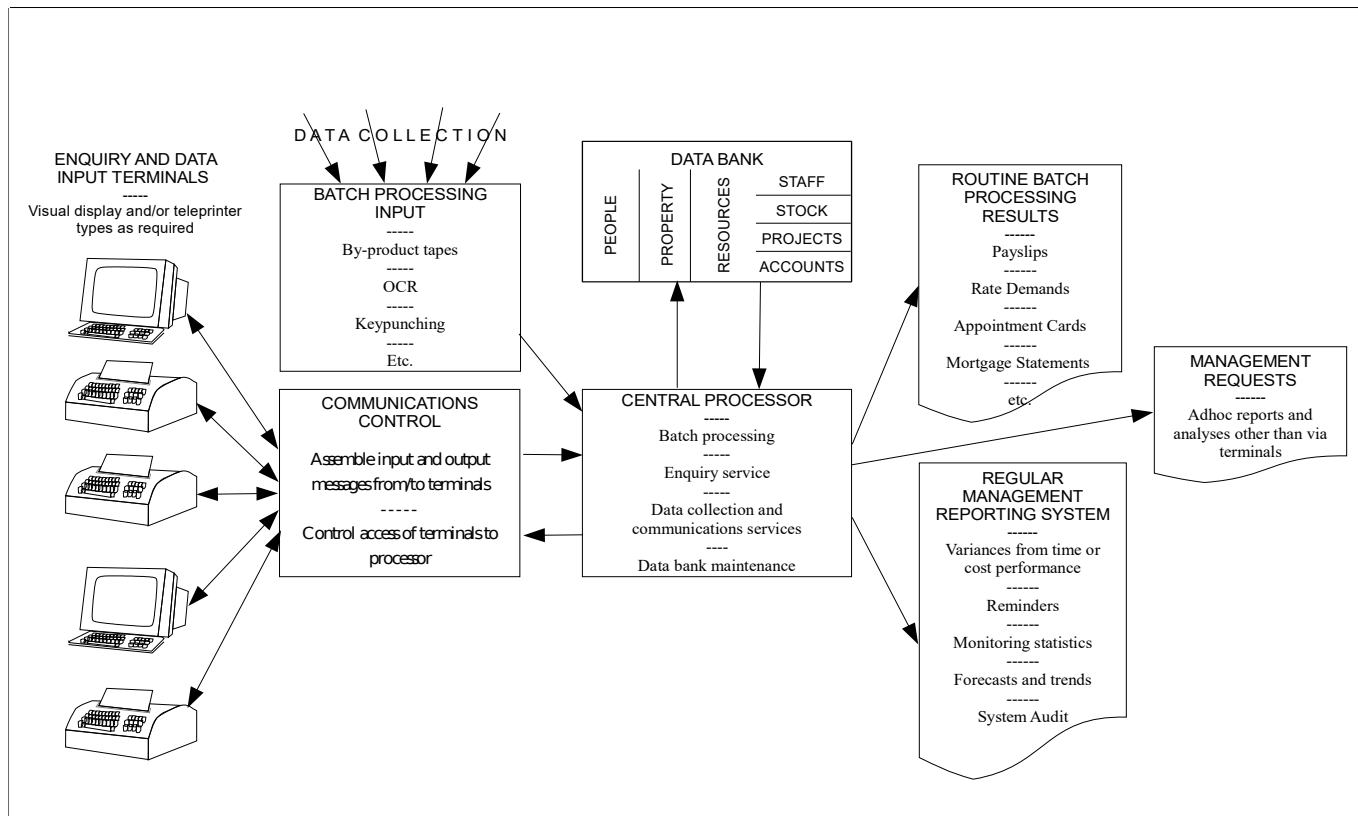 ENQUIRY AND DATA
INPUT TERMINALS
-----
Visual display and/or teleprinter
types as required
DATA COLLECTION
BATCH PROCESSING
INPUT
-----
By-product tapes
-----
OCR
-----
Keypunching
-----
Etc.
COMMUNICATIONS
CONTROL
Assemble input and output
messages from/to terminals
-----
Control access of terminals to
processor
DATA BANK
PEOPLE
PROPERTY
RESOURCES
STAFF
STOCK
PROJECTS
ACCOUNTS
CENTRAL PROCESSOR
-----
Batch processing
-----
Enquiry service
-----
Data collection and
communications services
----
Data bank maintenance
ROUTINE BATCH
PROCESSING
RESULTS
------
Payslips
------
Rate Demands
------
Appointment Cards
------
Mortgage Statements
------
etc.
MANAGEMENT
REQUESTS
------
Adhoc reports and
analyses other than via
terminals
REGULAR
MANAGEMENT
REPORTING SYSTEM
------
Variances from time or
cost performance
------
Reminders
------
Monitoring statistics
------
Forecasts and trends
------
System Audit